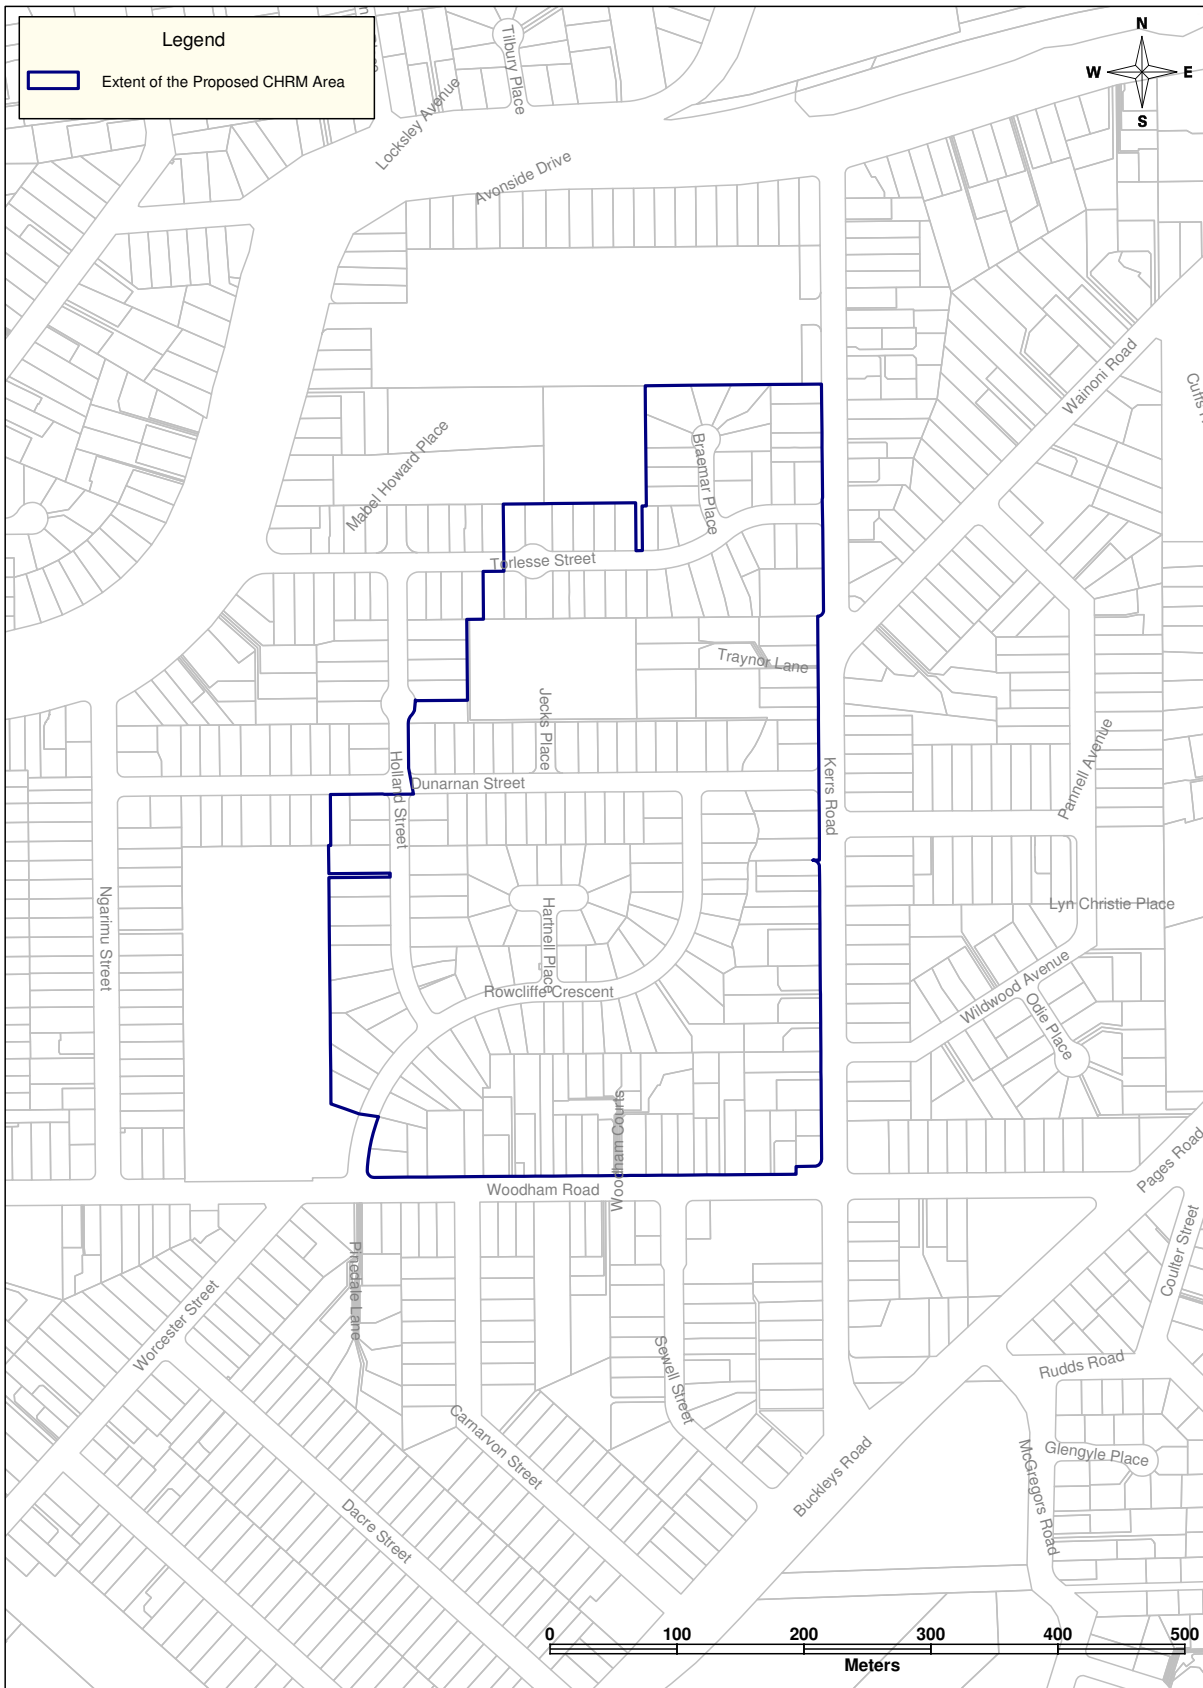 Legend
Extent of the Proposed CHRM Area
N
W
E
S
Tilbury Place
Locksley Avenue
Avonside Drive
Wainoni Road
Mabel Howard Place
Braemar Place
Torlesse Street
Traynor Lane
Jecks Place
Pannell Avenue
Holland Street
Dunarnan Street
Kerrs Road
Ngarimu Street
Hartnell Place
Lyn Christie Place
Rowcliffe Crescent
Wildwood Avenue
Odie Place
Woodham Courts
Woodham Road
Pages Road
Coulter Street
Pinedale Lane
Worcester Street
Sewell Street
Rudds Road
Carnarvon Street
Glengyle Place
McGregors Road
Buckleys Road
Dacre Street
0 100 200 300 400 500
Meters